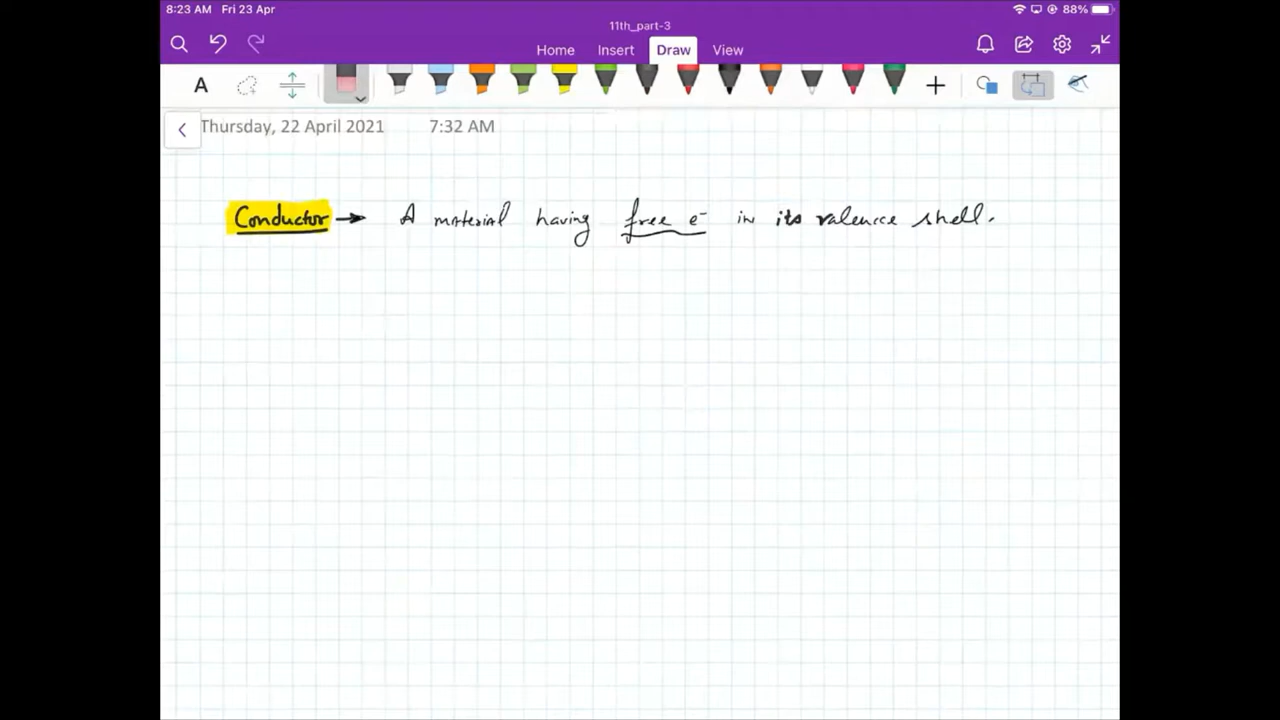 8:23 AM Fri 23 Apr 88%
11th_part-3
Home Insert Draw View
A
Thursday, 22 April 2021 7:32 AM
Conductor → A material having free e⁻ in its valence shell.